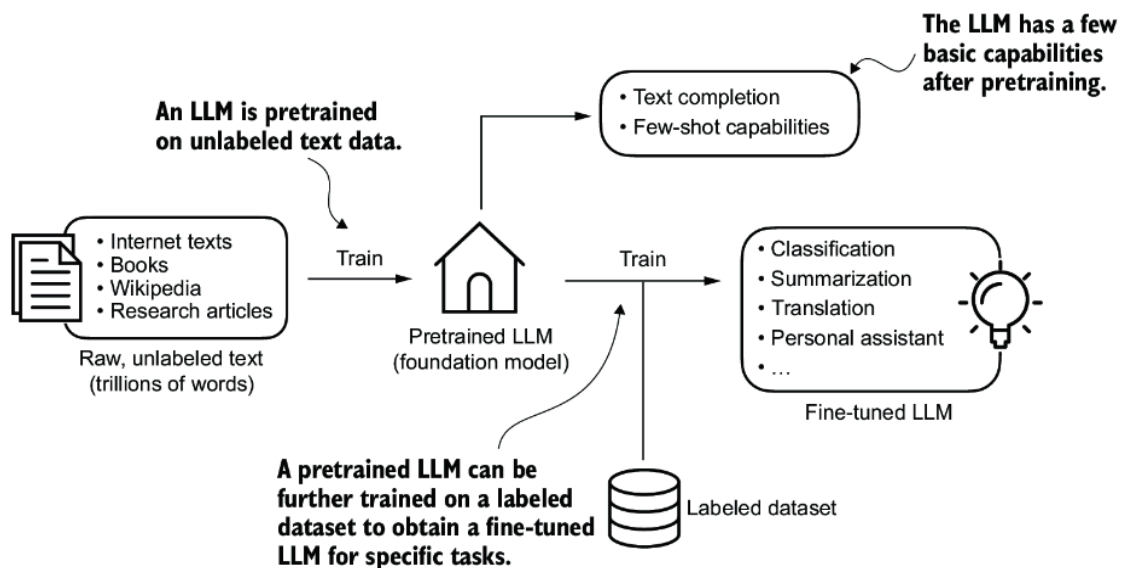 The LLM has a few
basic capabilities
after pretraining.
• Text completion
• Few-shot capabilities
An LLM is pretrained
on unlabeled text data.
• Internet texts
• Books
• Wikipedia
• Research articles
Raw, unlabeled text
(trillions of words)
Train
Pretrained LLM
(foundation model)
Train
• Classification
• Summarization
• Translation
• Personal assistant
• ...
Fine-tuned LLM
A pretrained LLM can be
further trained on a labeled
dataset to obtain a fine-tuned
LLM for specific tasks.
Labeled dataset